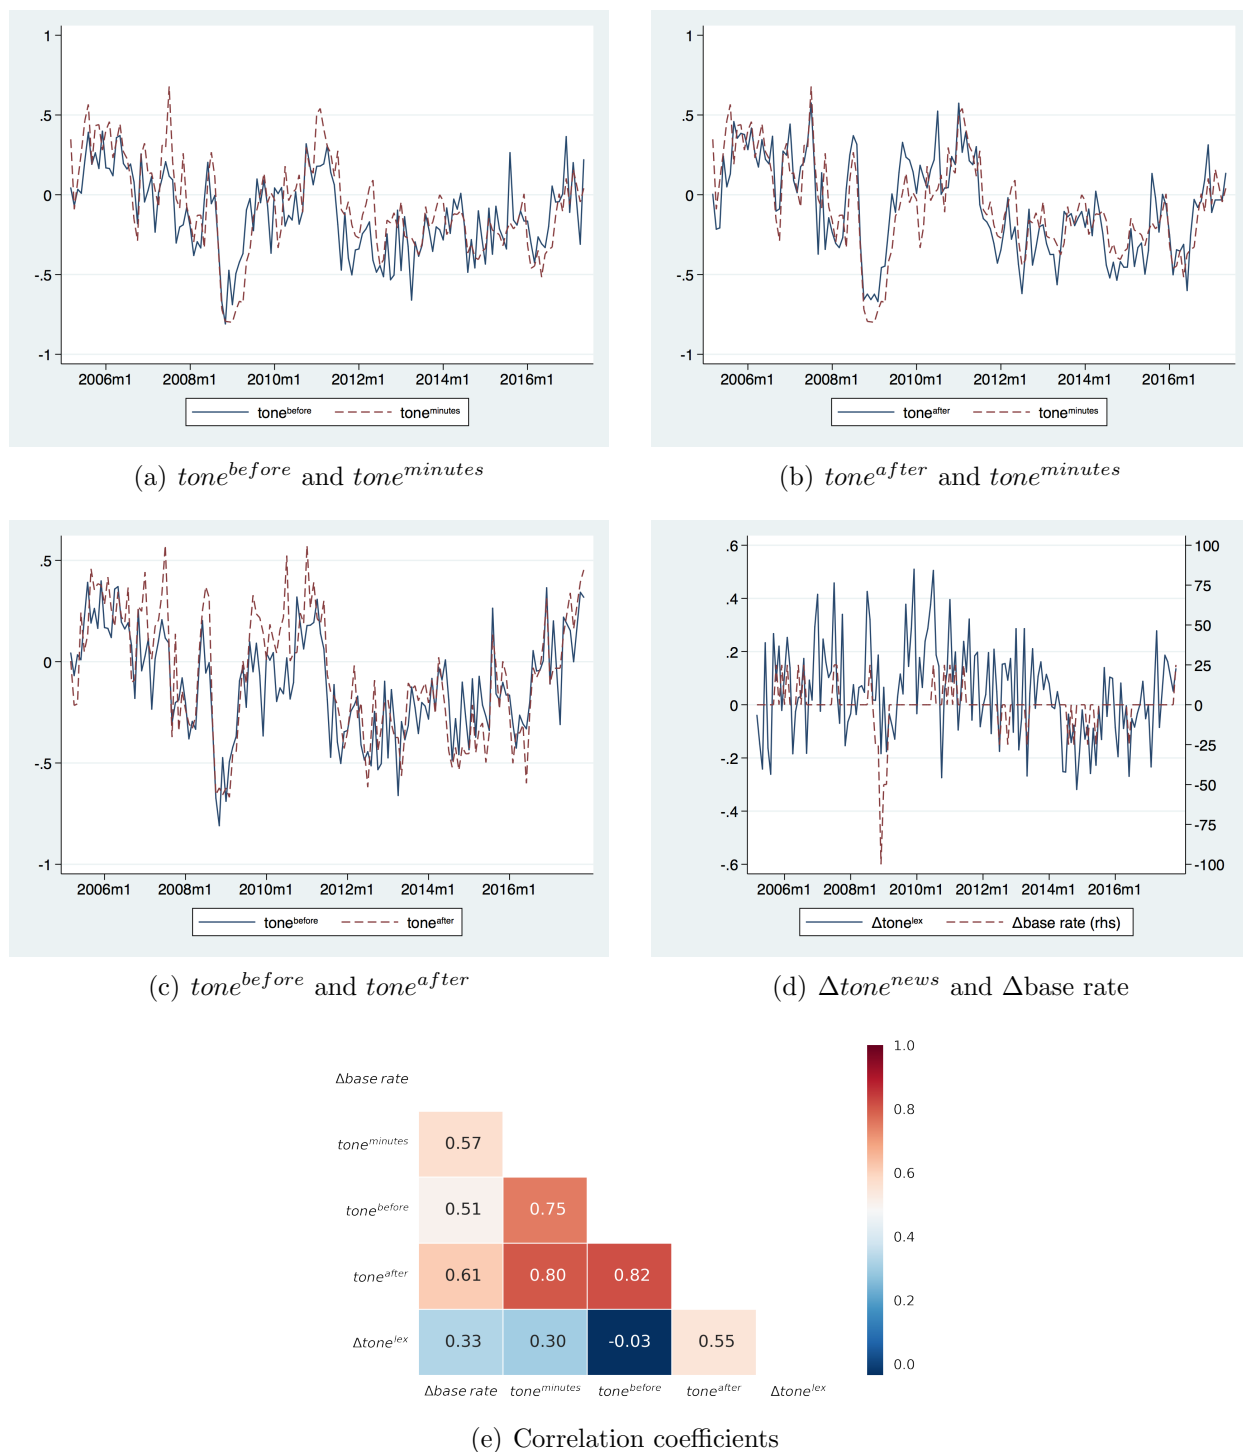 1
.5
0
-.5
-1
2006m1 2008m1 2010m1 2012m1 2014m1 2016m1
tone^before tone^minutes
(a) tone^before and tone^minutes
1
.5
0
-.5
-1
2006m1 2008m1 2010m1 2012m1 2014m1 2016m1
tone^after tone^minutes
(b) tone^after and tone^minutes
.5
0
-.5
-1
2006m1 2008m1 2010m1 2012m1 2014m1 2016m1
tone^before tone^after
(c) tone^before and tone^after
.6
.4
.2
0
-.2
-.4
-.6
100
75
50
25
0
-25
-50
-75
-100
2006m1 2008m1 2010m1 2012m1 2014m1 2016m1
Δtone^lex Δbase rate (rhs)
(d) Δtone^news and Δbase rate
Δbase rate
tone^minutes 0.57
tone^before 0.51 0.75
tone^after 0.61 0.80 0.82
Δtone^lex 0.33 0.30 -0.03 0.55
Δbase rate tone^minutes tone^before tone^after Δtone^lex
1.0
0.8
0.6
0.4
0.2
0.0
(e) Correlation coefficients